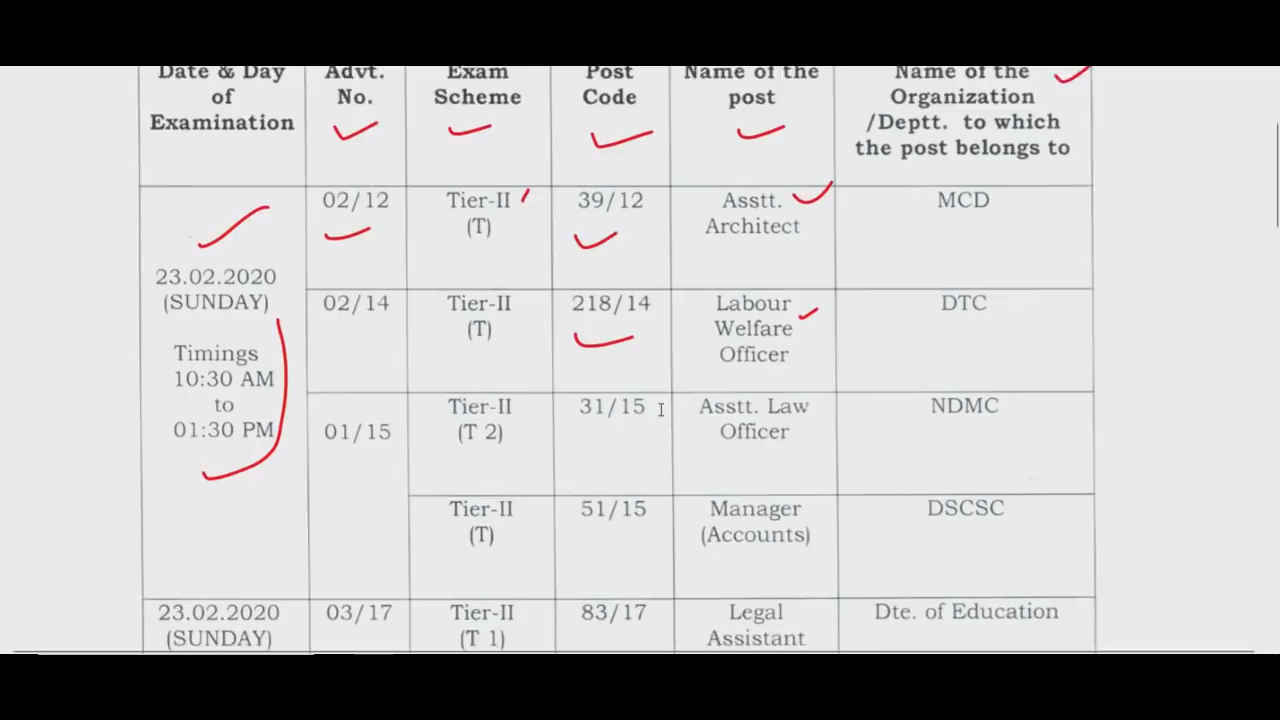 Date & Day
of
Examination
Advt.
No.
Exam
Scheme
Post
Code
Name of the
post
Name of the
Organization
/Deptt. to which
the post belongs to
23.02.2020
(SUNDAY)
Timings
10:30 AM
to
01:30 PM
02/12
Tier-II
(T)
39/12
Asstt.
Architect
MCD
02/14
Tier-II
(T)
218/14
Labour
Welfare
Officer
DTC
01/15
Tier-II
(T 2)
31/15
Asstt. Law
Officer
NDMC
Tier-II
(T)
51/15
Manager
(Accounts)
DSCSC
23.02.2020
(SUNDAY)
03/17
Tier-II
(T 1)
83/17
Legal
Assistant
Dte. of Education